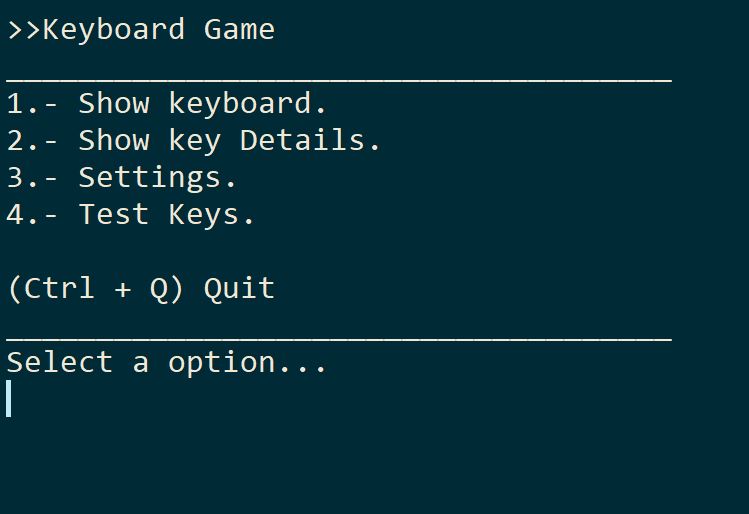 >>Keyboard Game
_____________________________________
1.- Show keyboard.
2.- Show key Details.
3.- Settings.
4.- Test Keys.
(Ctrl + Q) Quit
_____________________________________
Select a option...